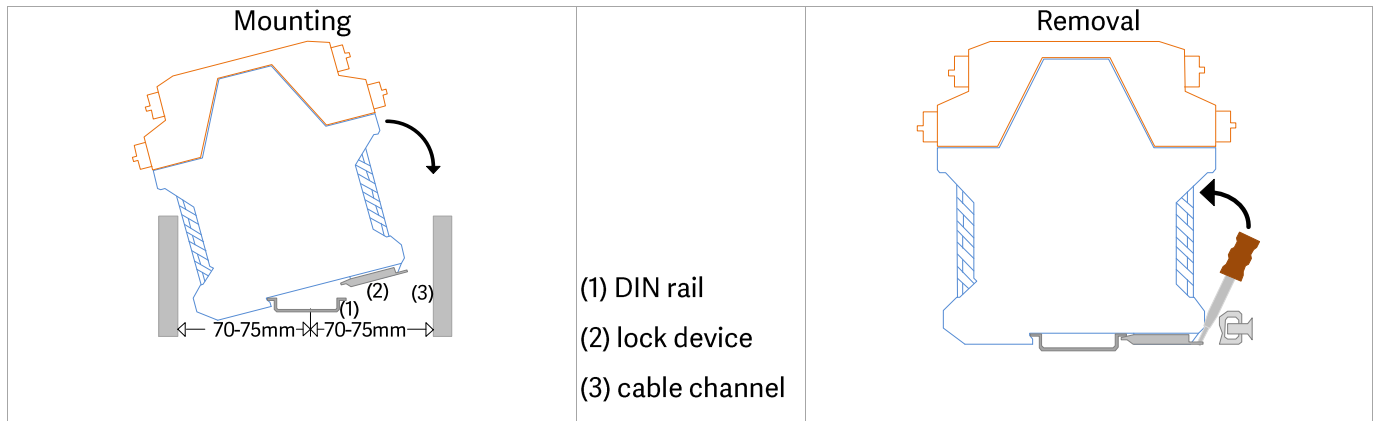 Mounting
(2)
(3)
(1)
70-75mm
70-75mm
(1) DIN rail
(2) lock device
(3) cable channel
Removal